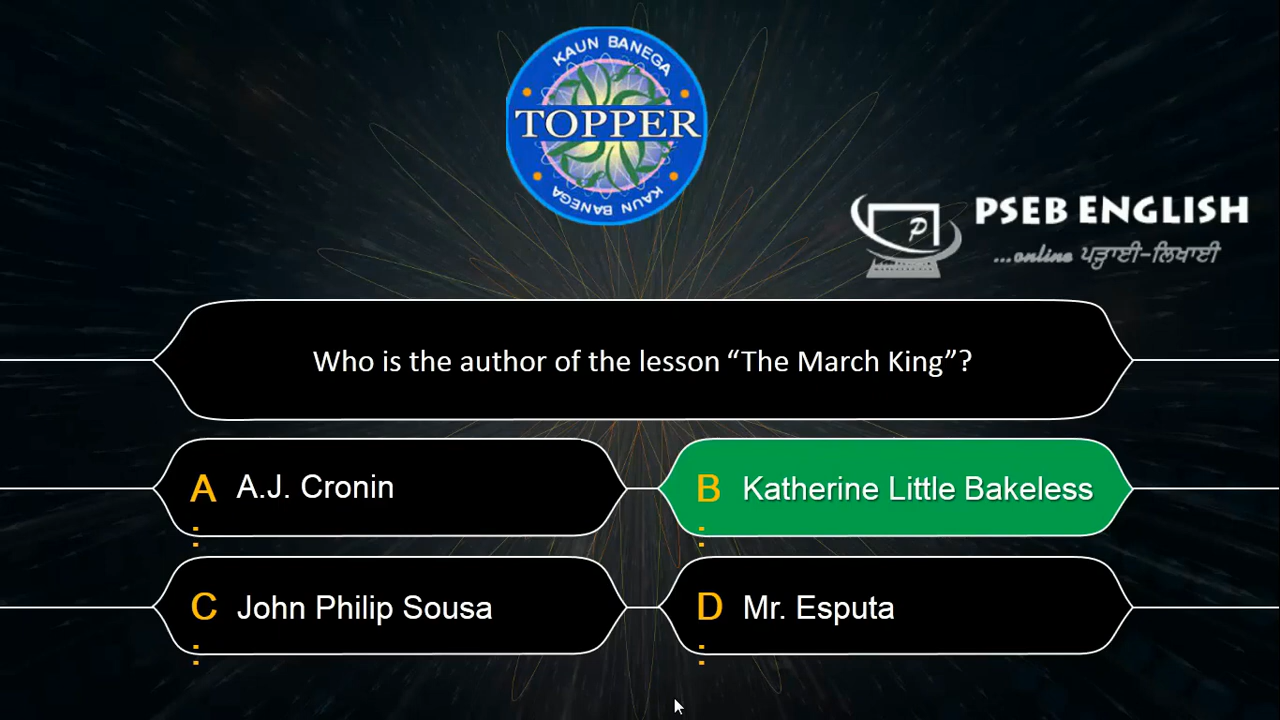 KAUN BANEGA
TOPPER
KAUN BANEGA
P
PSEB ENGLISH
...online ਪੜ੍ਹਾਈ-ਲਿਖਾਈ
Who is the author of the lesson “The March King”?
A : A.J. Cronin
B : Katherine Little Bakeless
C : John Philip Sousa
D : Mr. Esputa